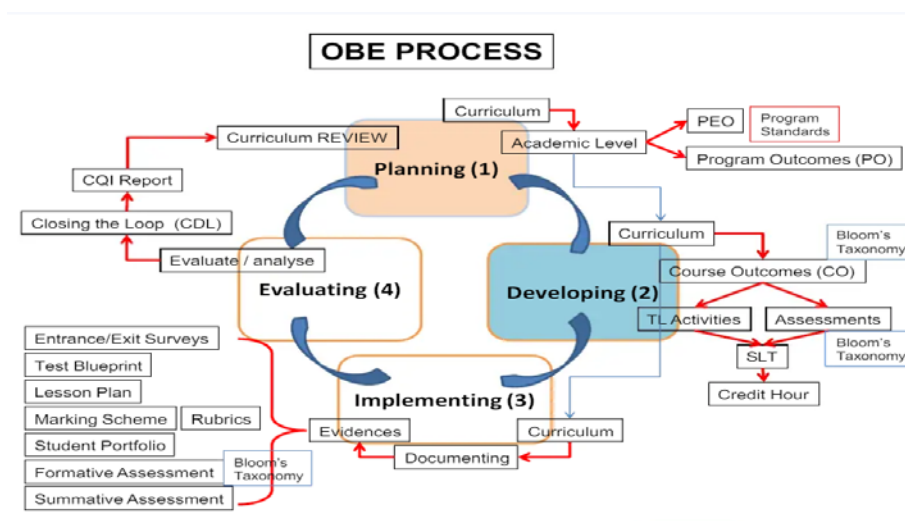 OBE PROCESS
Curriculum
Academic Level
PEO
Program
Standards
Program Outcomes (PO)
Curriculum REVIEW
Planning (1)
CQI Report
Closing the Loop (CDL)
Evaluate / analyse
Evaluating (4)
Curriculum
Bloom's
Taxonomy
Course Outcomes (CO)
Developing (2)
TL Activities
Assessments
Bloom's
Taxonomy
SLT
Credit Hour
Implementing (3)
Curriculum
Documenting
Evidences
Entrance/Exit Surveys
Test Blueprint
Lesson Plan
Marking Scheme
Rubrics
Student Portfolio
Formative Assessment
Bloom's
Taxonomy
Summative Assessment